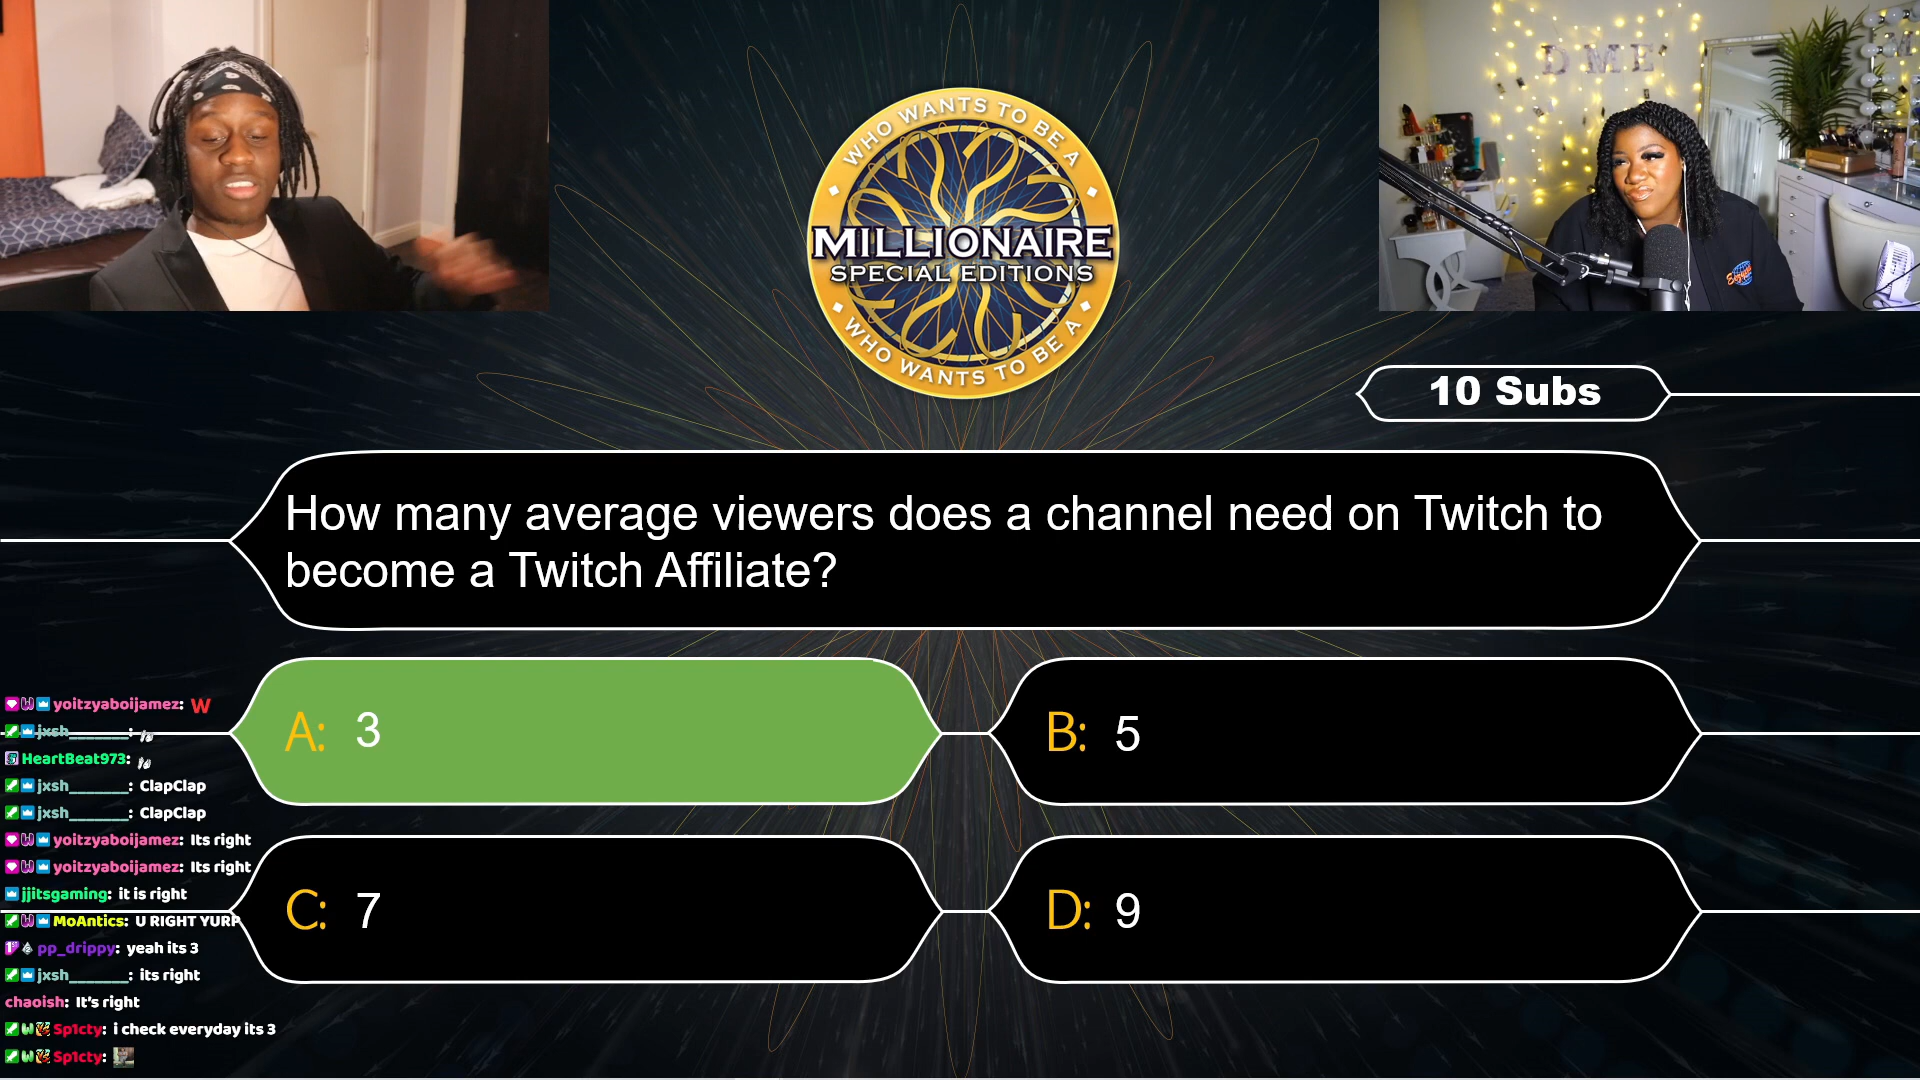 DME
WHO WANTS TO BE A
MILLIONAIRE
SPECIAL EDITIONS
WHO WANTS TO BE A
10 Subs
How many average viewers does a channel need on Twitch to
become a Twitch Affiliate?
A: 3
B: 5
C: 7
D: 9
yoitzyaboijamez: W
jxsh_______:
HeartBeat973:
jxsh_______: ClapClap
jxsh_______: ClapClap
yoitzyaboijamez: Its right
yoitzyaboijamez: Its right
jjitsgaming: it is right
MoAntics: U RIGHT YURP
pp_drippy: yeah its 3
jxsh_______: its right
chaoish: It's right
Sp1cty: i check everyday its 3
Sp1cty: